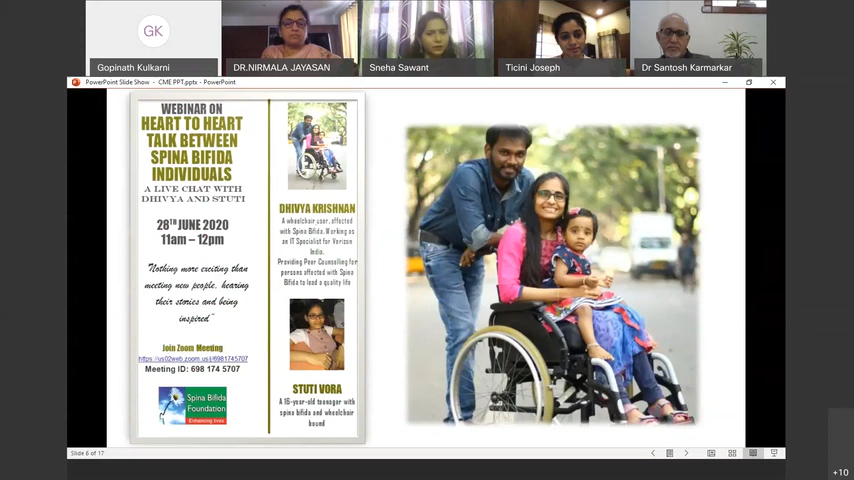 GK
Gopinath Kulkarni
DR.NIRMALA JAYASAN
Sneha Sawant
Ticini Joseph
Dr Santosh Karmarkar
PowerPoint Slide Show - CME PPT.pptx - PowerPoint
WEBINAR ON
HEART TO HEART
TALK BETWEEN
SPINA BIFIDA
INDIVIDUALS
A LIVE CHAT WITH
DHIVYA AND STUTI
28TH JUNE 2020
11am – 12pm
"Nothing more exciting than
meeting new people, hearing
their stories and being
inspired"
Join Zoom Meeting
https://us02web.zoom.us/j/6981745707
Meeting ID: 698 174 5707
Spina Bifida
Foundation
Enhancing lives
DHIVYA KRISHNAN
A wheelchair user, affected
with Spina Bifida. Working as
an IT Specialist for Verizon
India.
Providing Peer Counselling for
persons affected with Spina
Bifida to lead a quality life
STUTI VORA
A 16-year-old teenager with
spina bifida and wheelchair
bound
Slide 6 of 17
+10